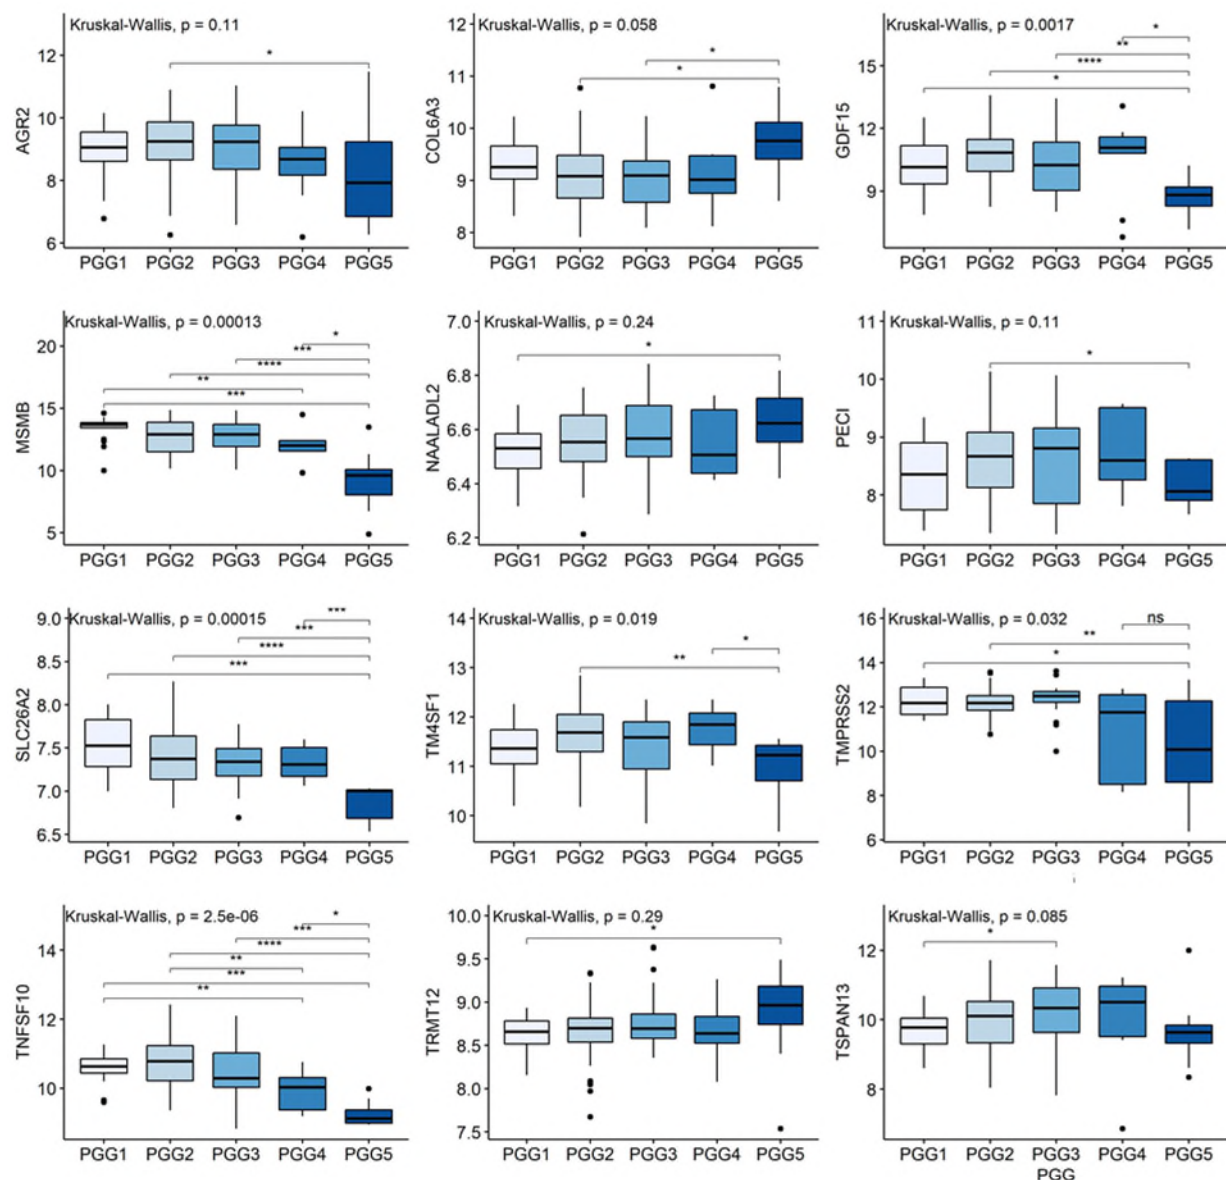 Kruskal-Wallis, p = 0.11
*
12
10
8
6
AGR2
PGG1 PGG2 PGG3 PGG4 PGG5
Kruskal-Wallis, p = 0.058
*
*
12
11
10
9
8
COL6A3
PGG1 PGG2 PGG3 PGG4 PGG5
Kruskal-Wallis, p = 0.0017
*
**
****
*
15
12
9
GDF15
PGG1 PGG2 PGG3 PGG4 PGG5
Kruskal-Wallis, p = 0.00013
*
***
****
**
***
20
15
10
5
MSMB
PGG1 PGG2 PGG3 PGG4 PGG5
Kruskal-Wallis, p = 0.24
*
7.0
6.8
6.6
6.4
6.2
NAALADL2
PGG1 PGG2 PGG3 PGG4 PGG5
Kruskal-Wallis, p = 0.11
*
11
10
9
8
PECI
PGG1 PGG2 PGG3 PGG4 PGG5
Kruskal-Wallis, p = 0.00015
***
***
****
***
9.0
8.5
8.0
7.5
7.0
6.5
SLC26A2
PGG1 PGG2 PGG3 PGG4 PGG5
Kruskal-Wallis, p = 0.019
*
**
14
13
12
11
10
TM4SF1
PGG1 PGG2 PGG3 PGG4 PGG5
Kruskal-Wallis, p = 0.032
ns
**
*
16
14
12
10
8
6
TMPRSS2
PGG1 PGG2 PGG3 PGG4 PGG5
Kruskal-Wallis, p = 2.5e-06
*
***
****
**
***
**
14
12
10
TNFSF10
PGG1 PGG2 PGG3 PGG4 PGG5
Kruskal-Wallis, p = 0.29
*
10.0
9.5
9.0
8.5
8.0
7.5
TRMT12
PGG1 PGG2 PGG3 PGG4 PGG5
Kruskal-Wallis, p = 0.085
*
12
10
8
TSPAN13
PGG1 PGG2 PGG3 PGG4 PGG5
PGG